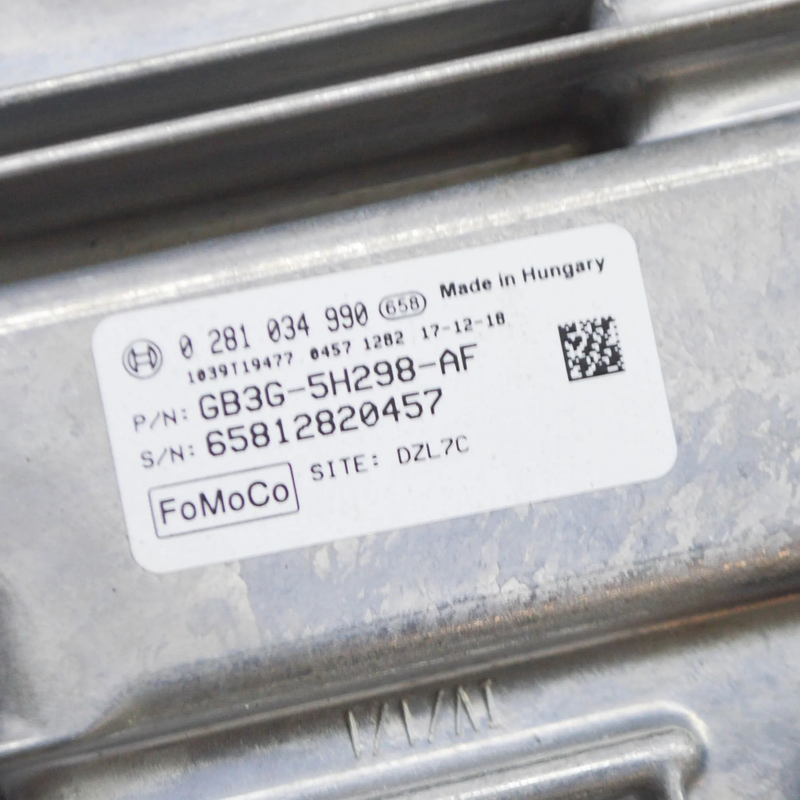 0 281 034 990 658 Made in Hungary
1039T19477 0457 1282 17-12-18
P/N: GB3G-5H298-AF
S/N: 65812820457
FoMoCo SITE: DZL7C